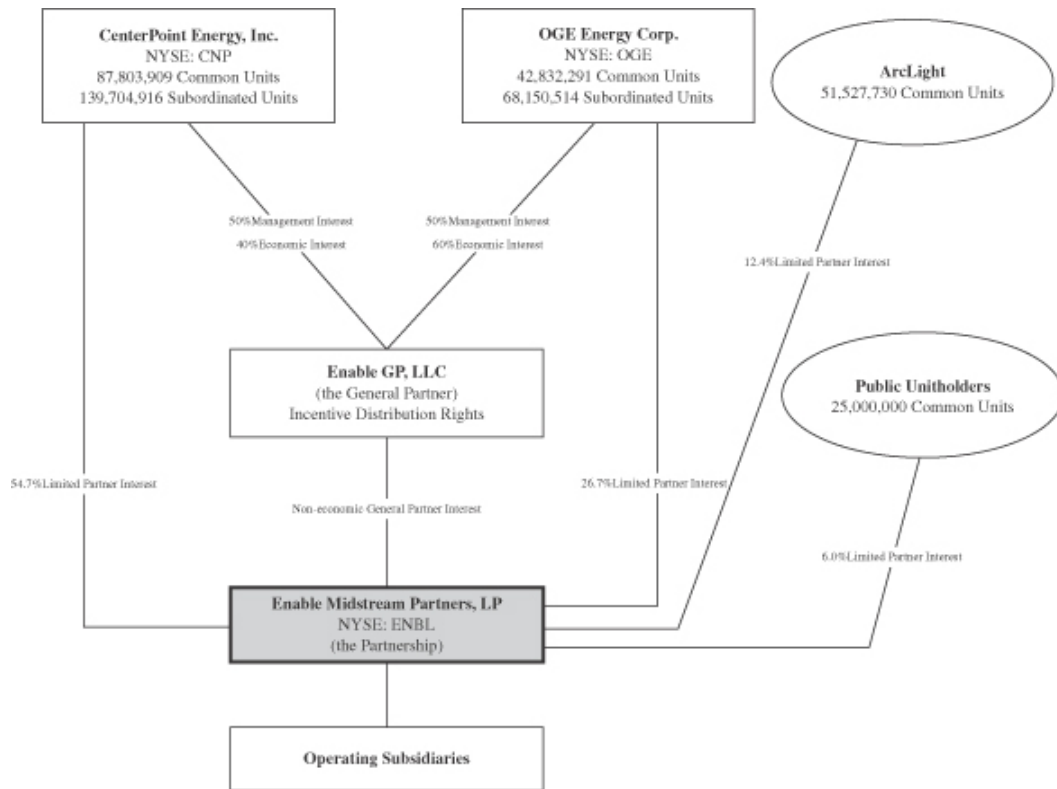 CenterPoint Energy, Inc.
NYSE: CNP
87,803,909 Common Units
139,704,916 Subordinated Units
OGE Energy Corp.
NYSE: OGE
42,832,291 Common Units
68,150,514 Subordinated Units
ArcLight
51,527,730 Common Units
50%Management Interest
40%Economic Interest
50%Management Interest
60%Economic Interest
12.4%Limited Partner Interest
Enable GP, LLC
(the General Partner)
Incentive Distribution Rights
Public Unitholders
25,000,000 Common Units
54.7%Limited Partner Interest
26.7%Limited Partner Interest
Non-economic General Partner Interest
6.0%Limited Partner Interest
Enable Midstream Partners, LP
NYSE: ENBL
(the Partnership)
Operating Subsidiaries